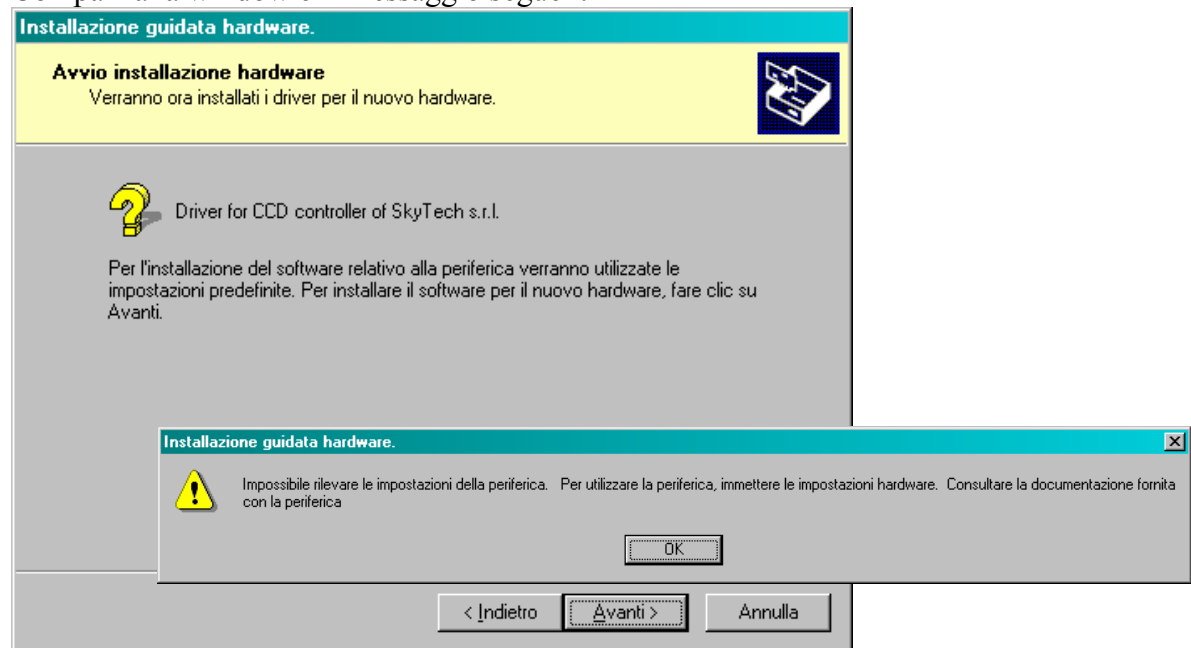 Installazione guidata hardware.
Avvio installazione hardware
Verranno ora installati i driver per il nuovo hardware.
Driver for CCD controller of SkyTech s.r.l.
Per l'installazione del software relativo alla periferica verranno utilizzate le
impostazioni predefinite. Per installare il software per il nuovo hardware, fare clic su
Avanti.
Installazione guidata hardware.
Impossibile rilevare le impostazioni della periferica. Per utilizzare la periferica, immettere le impostazioni hardware. Consultare la documentazione fornita
con la periferica
OK
< Indietro Avanti > Annulla